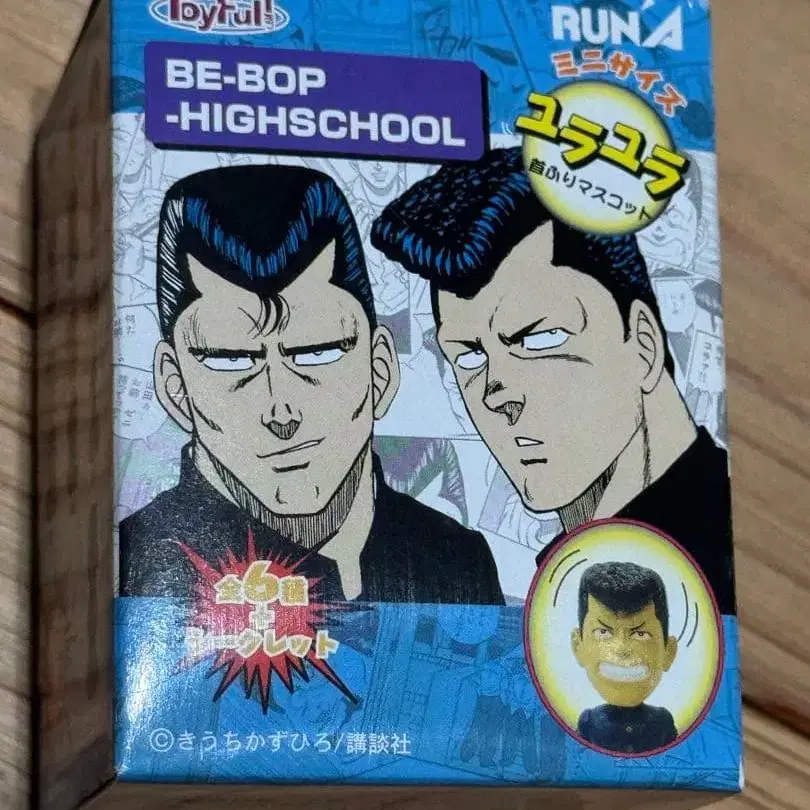 Toyful!
RUN'A
BE-BOP
-HIGHSCHOOL
ミニサイズ
ユラユラ
首ふりマスコット
全6種
+
シークレット
©きうちかずひろ/講談社